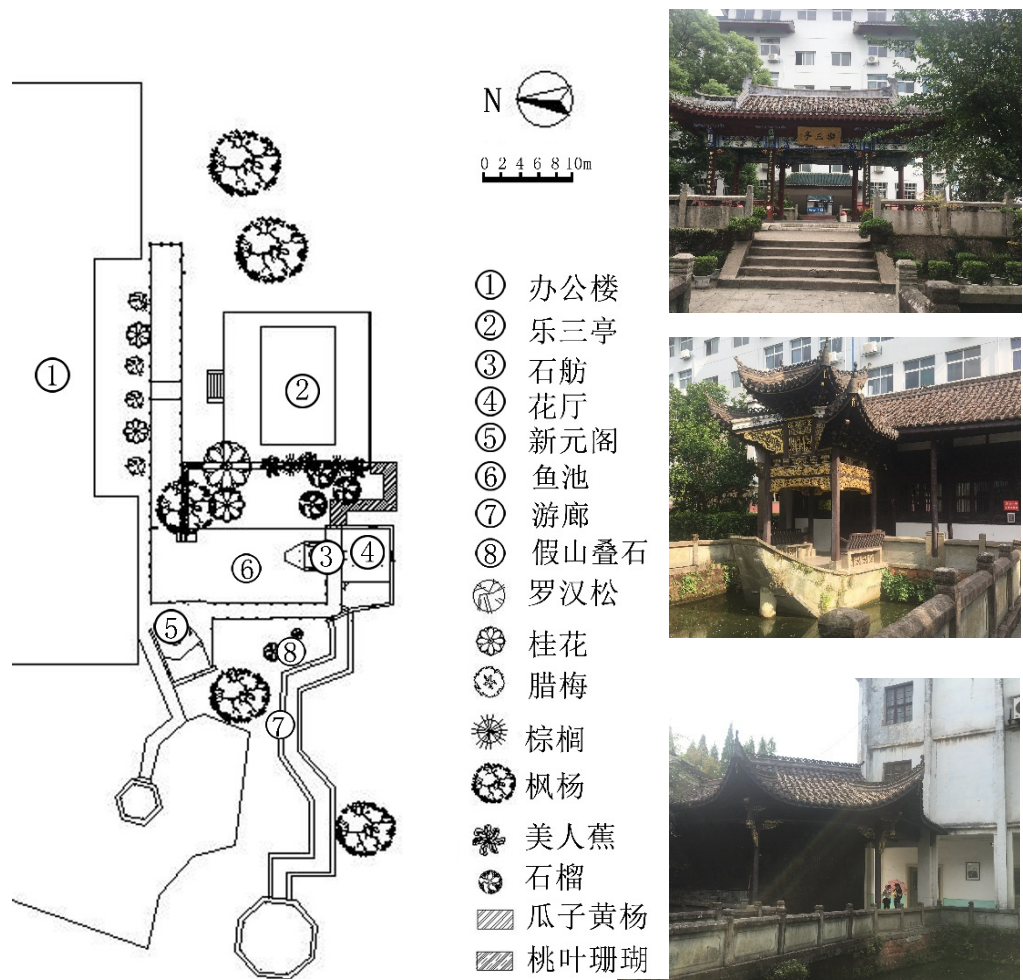 N
0 2 4 6 8 10m
① 办公楼
② 乐三亭
③ 石舫
④ 花厅
⑤ 新元阁
⑥ 鱼池
⑦ 游廊
⑧ 假山叠石
罗汉松
桂花
腊梅
棕榈
枫杨
美人蕉
石榴
瓜子黄杨
桃叶珊瑚
①
②
③
④
⑥
⑤
⑧
⑦
亭三樂